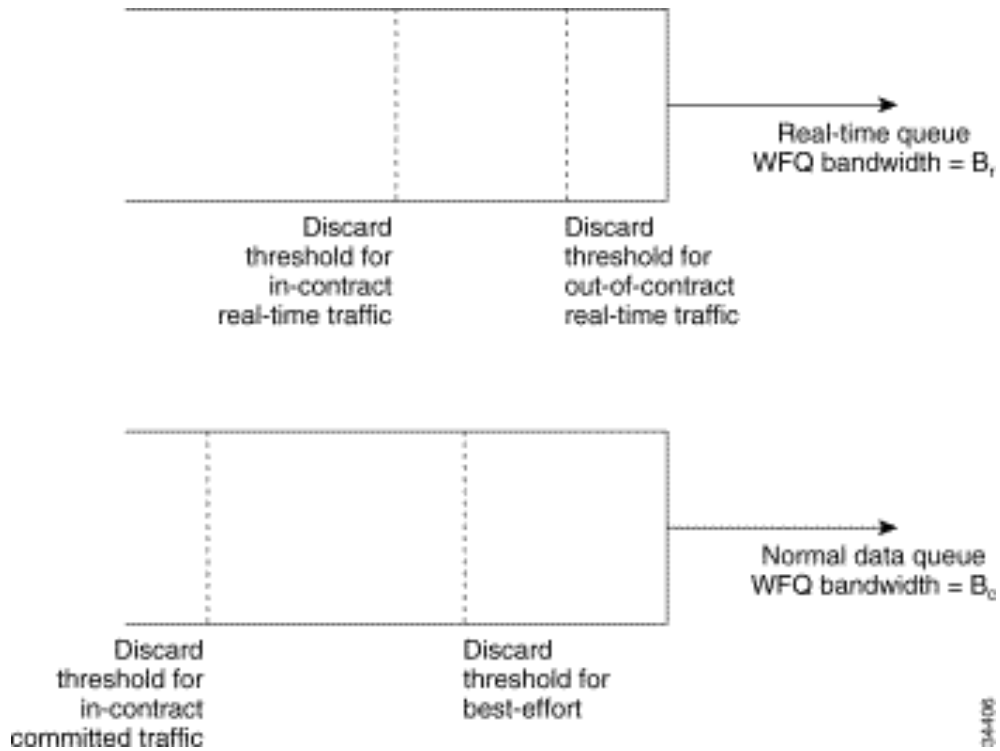 Real-time queue
WFQ bandwidth = Br
Discard
threshold for
in-contract
real-time traffic
Discard
threshold for
out-of-contract
real-time traffic
Normal data queue
WFQ bandwidth = Bc
Discard
threshold for
in-contract
committed traffic
Discard
threshold for
best-effort
34406